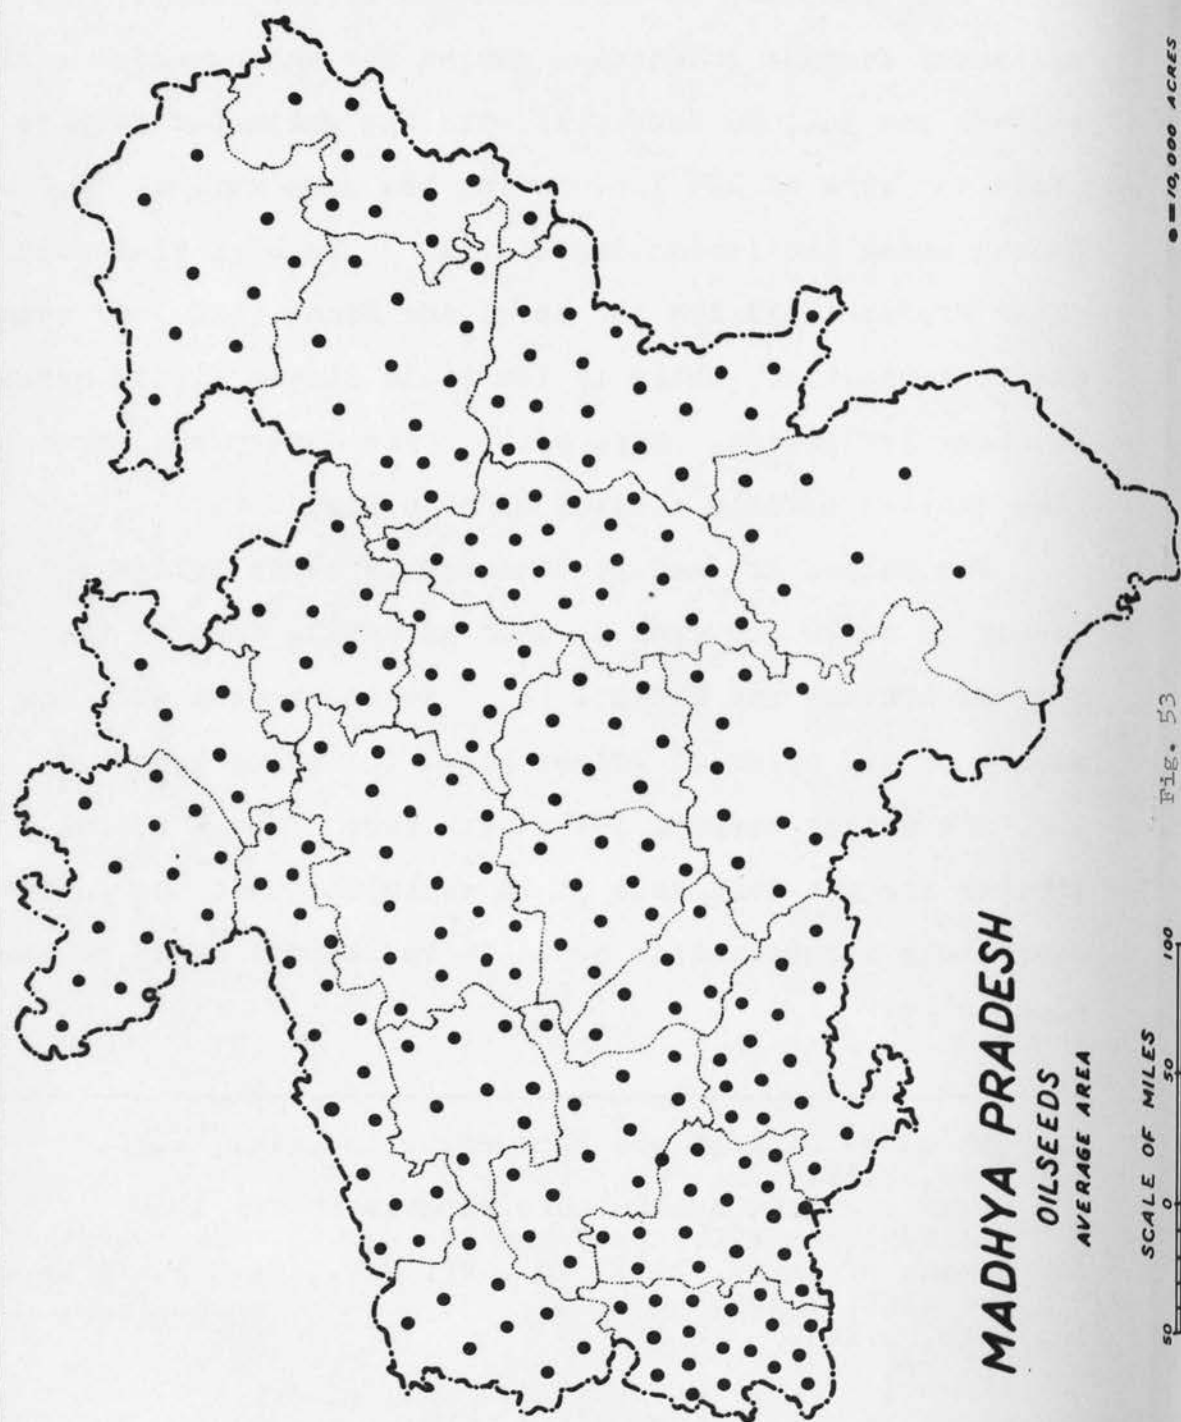 MADHYA PRADESH
OILSEEDS
AVERAGE AREA
SCALE OF MILES
50 0 50 100
Fig. 53
● = 10,000 ACRES